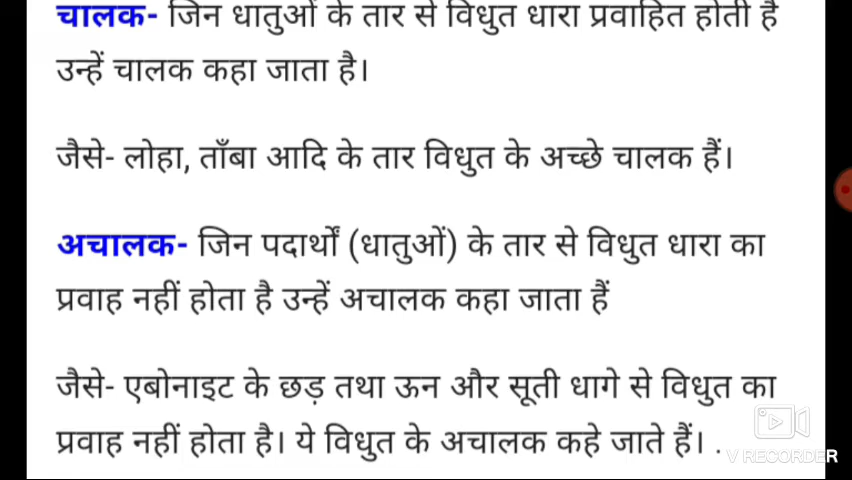 चालक- जिन धातुओं के तार से विधुत धारा प्रवाहित होती है
उन्हें चालक कहा जाता है।
जैसे- लोहा, ताँबा आदि के तार विधुत के अच्छे चालक हैं।
अचालक- जिन पदार्थों (धातुओं) के तार से विधुत धारा का
प्रवाह नहीं होता है उन्हें अचालक कहा जाता हैं
जैसे- एबोनाइट के छड़ तथा ऊन और सूती धागे से विधुत का
प्रवाह नहीं होता है। ये विधुत के अचालक कहे जाते हैं। .
V RECORDER